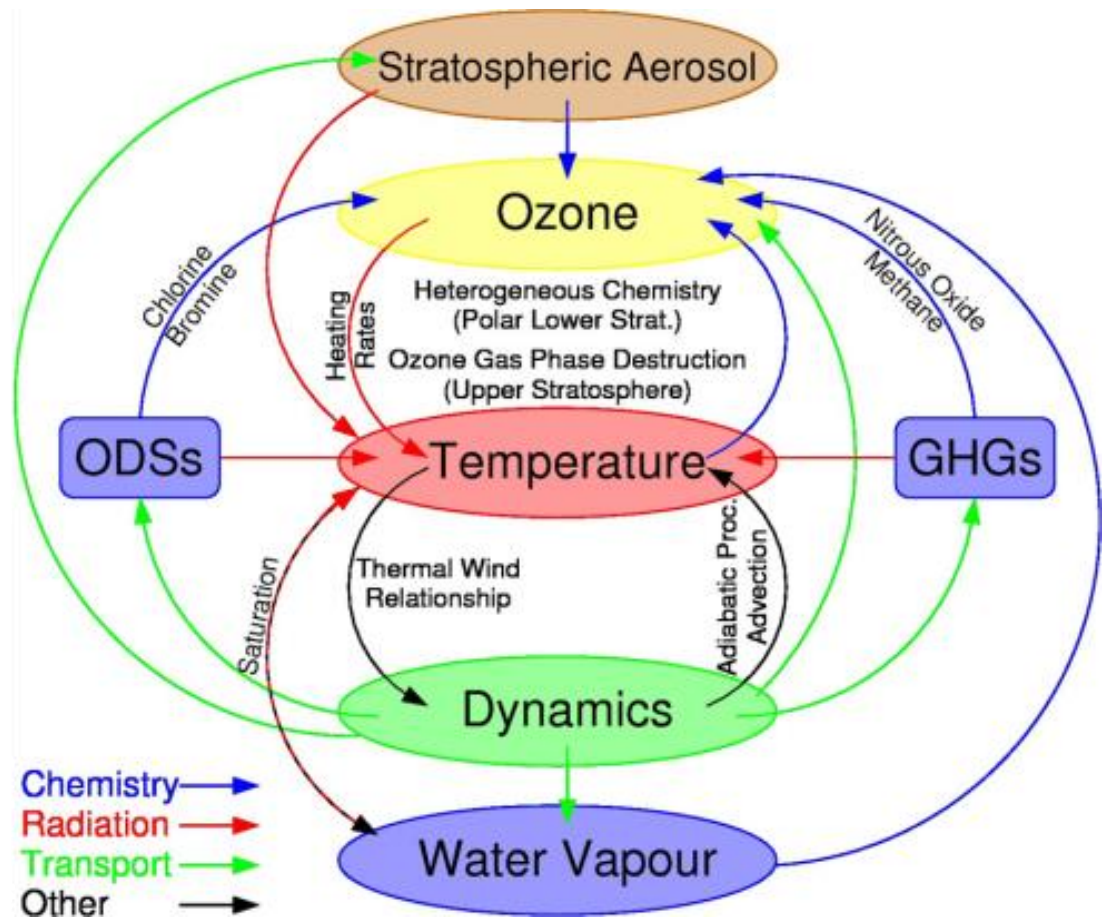 Stratospheric Aerosol
Ozone
Chlorine
Bromine
Heating
Rates
Heterogeneous Chemistry
(Polar Lower Strat.)
Ozone Gas Phase Destruction
(Upper Stratosphere)
Nitrous Oxide
Methane
ODSs
Temperature
GHGs
Saturation
Thermal Wind
Relationship
Adiabatic Proc.
Advection
Dynamics
Water Vapour
Chemistry
Radiation
Transport
Other